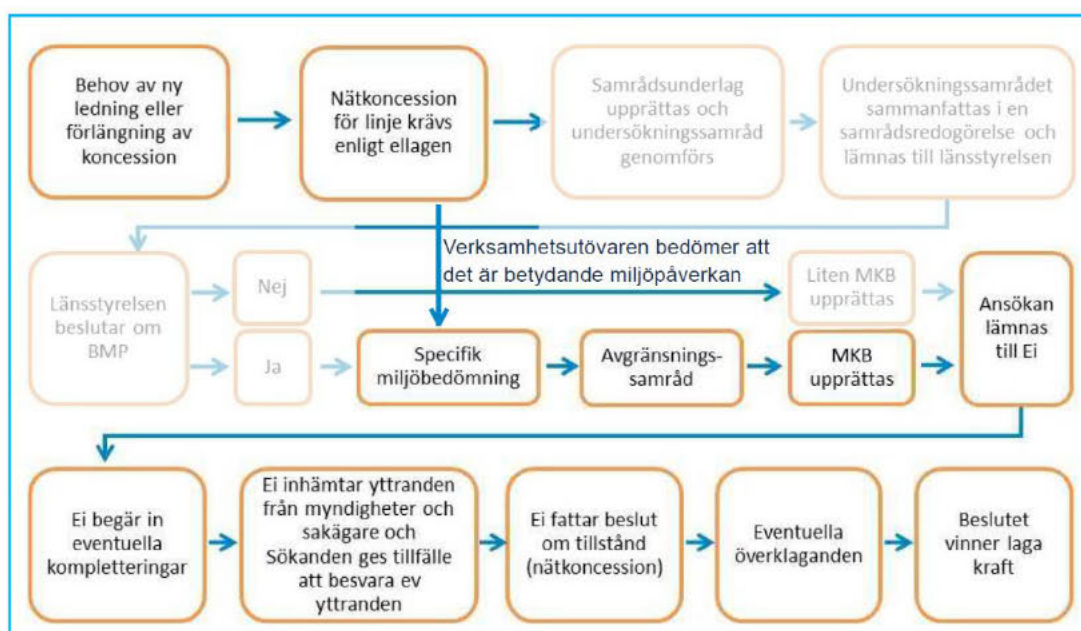 Behov av ny
ledning eller
förlängning av
koncession
Nätkoncession
för linje krävs
enligt ellagen
Samrådsunderlag
upprättas och
undersökningssamråd
genomförs
Undersökningssamrådet
sammanfattas i en
samrådsredogörelse och
lämnas till länsstyrelsen
Verksamhetsutövaren bedömer att
det är betydande miljöpåverkan
Länsstyrelsen
beslutar om
BMP
Nej
Ja
Liten MKB
upprättas
Specifik
miljöbedömning
Avgränsnings-
samråd
MKB
upprättas
Ansökan
lämnas
till Ei
Ei begär in
eventuella
kompletteringar
Ei inhämtar yttranden
från myndigheter och
sakägare och
Sökanden ges tillfälle
att besvara ev
yttranden
Ei fattar beslut
om tillstånd
(nätkoncession)
Eventuella
överklaganden
Beslutet
vinner laga
kraft